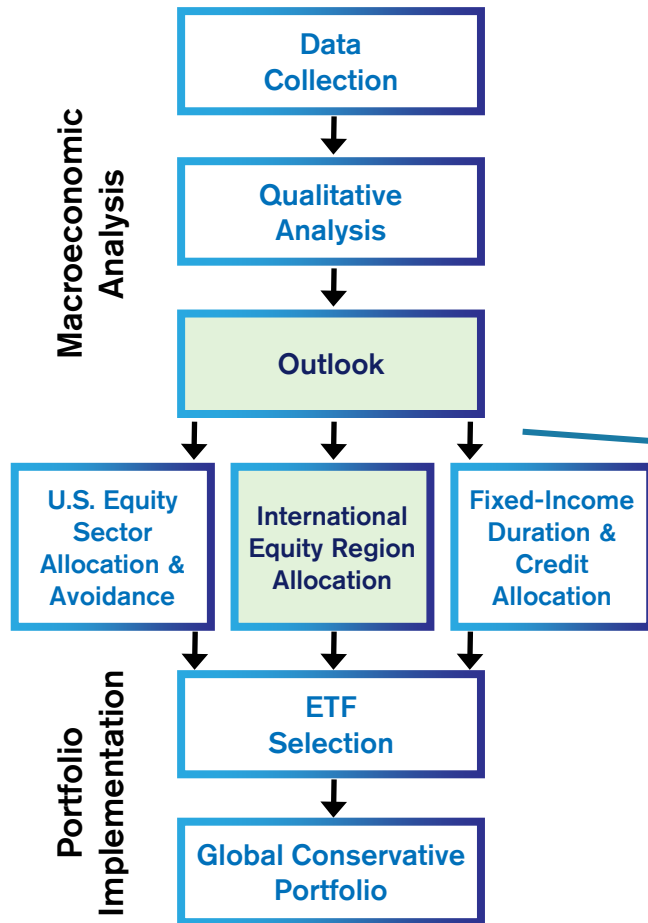 Macroeconomic
Analysis
Data
Collection
Qualitative
Analysis
Outlook
U.S. Equity
Sector
Allocation &
Avoidance
International
Equity Region
Allocation
Fixed-Income
Duration &
Credit
Allocation
Portfolio
Implementation
ETF
Selection
Global Conservative
Portfolio